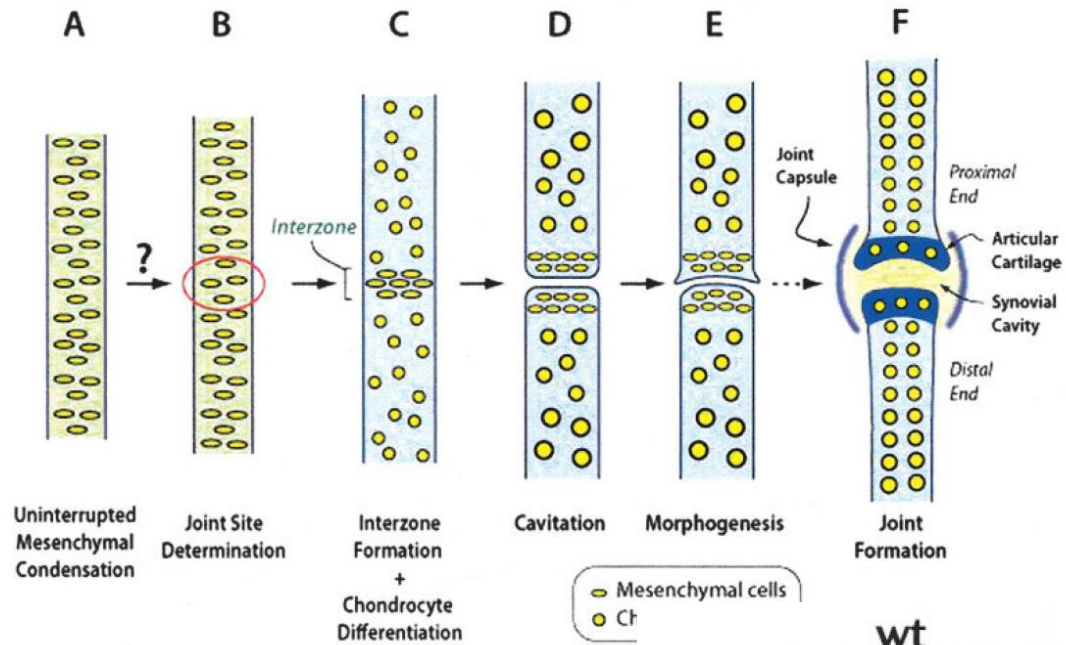 A B C D E F
Joint
Capsule
Proximal
End
Interzone
?
Articular
Cartilage
Synovial
Cavity
Distal
End
Uninterrupted
Mesenchymal
Condensation
Joint Site
Determination
Interzone
Formation
+
Chondrocyte
Differentiation
Cavitation
Morphogenesis
Joint
Formation
Mesenchymal cells
Ch
wt